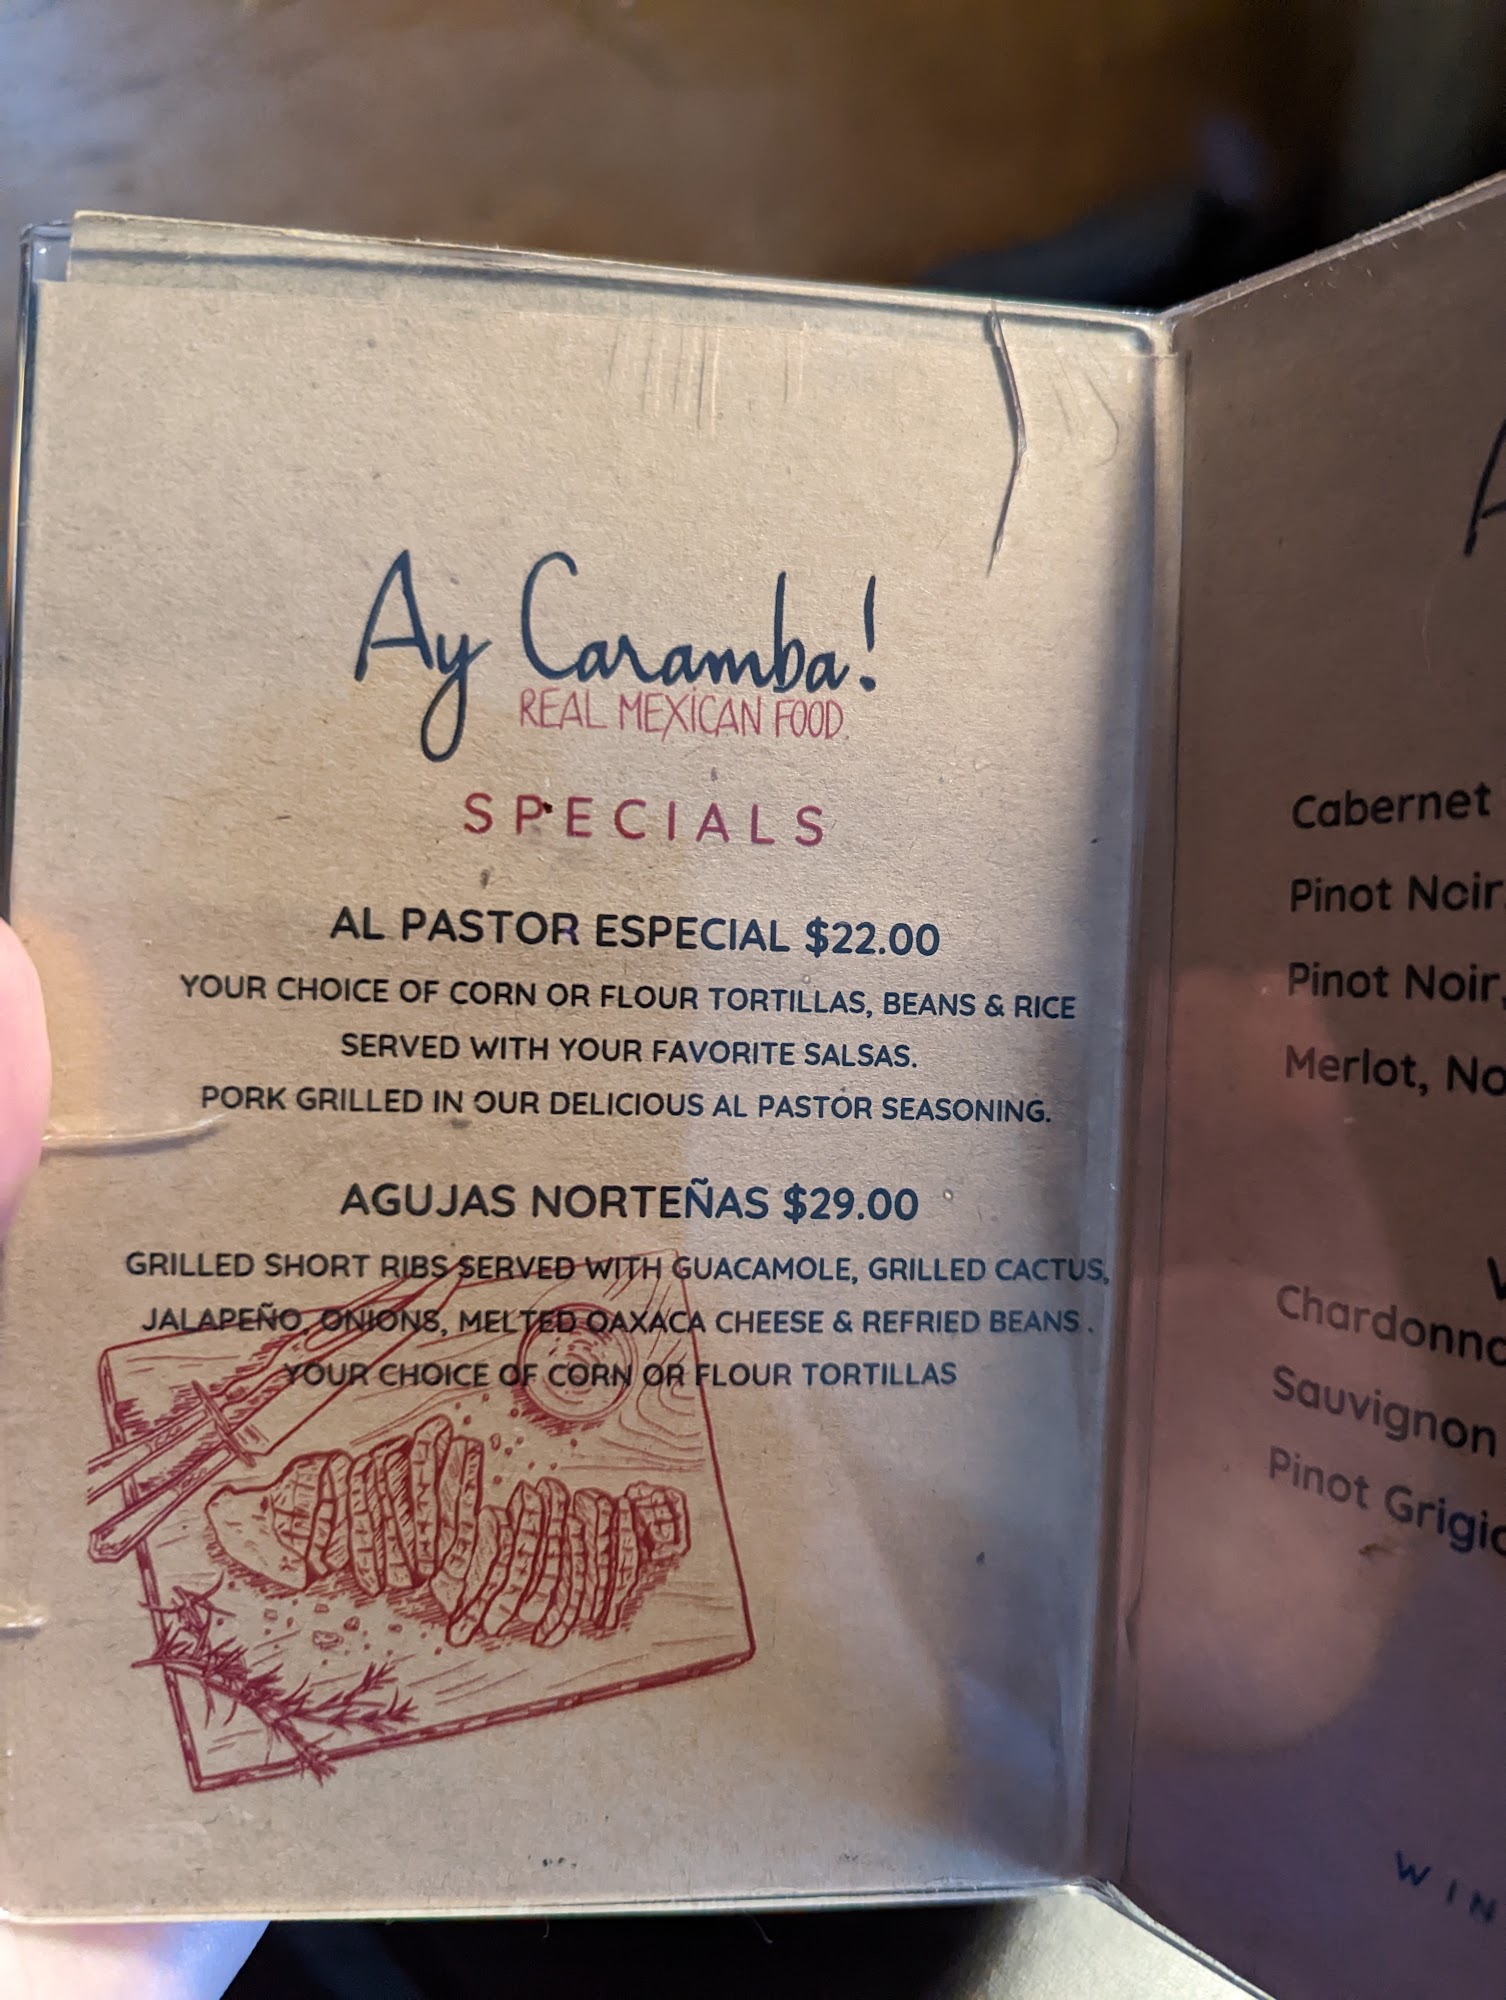 Ay Caramba!
REAL MEXICAN FOOD.
SPECIALS
AL PASTOR ESPECIAL $22.00
YOUR CHOICE OF CORN OR FLOUR TORTILLAS, BEANS & RICE
SERVED WITH YOUR FAVORITE SALSAS.
PORK GRILLED IN OUR DELICIOUS AL PASTOR SEASONING.
AGUJAS NORTEÑAS $29.00
GRILLED SHORT RIBS SERVED WITH GUACAMOLE, GRILLED CACTUS,
JALAPEÑO, ONIONS, MELTED OAXACA CHEESE & REFRIED BEANS .
YOUR CHOICE OF CORN OR FLOUR TORTILLAS
Cabernet
Pinot Noir
Pinot Noir,
Merlot,
Sauvignon
Pinot